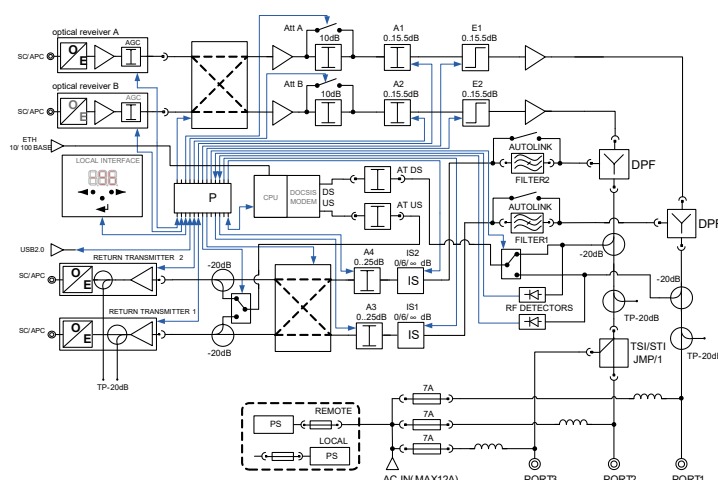 optical reveiver A
AGC
SC/APC
O
E
Att A
10dB
A1
0..15.5dB
E1
0..15.5dB
optical reveiver B
AGC
SC/APC
O
E
Att B
10dB
A2
0..15.5dB
E2
0..15.5dB
ETH
10/100 BASE
LOCAL INTERFACE
P
CPU
DOCSIS
MODEM
DS
US
AT DS
AT US
AUTOLINK
FILTER2
DPF
AUTOLINK
FILTER1
DPF
USB2.0
RETURN TRANSMITTER 2
SC/APC
O
E
-20dB
A4
0..25dB
IS2
0/6/∞ dB
IS
-20dB
-20dB
RF DETECTORS
TP-20dB
RETURN TRANSMITTER 1
SC/APC
O
E
-20dB
A3
0..25dB
IS1
0/6/∞ dB
IS
TSI/STI
JMP/1
TP-20dB
TP-20dB
7A
7A
7A
REMOTE
PS
LOCAL
PS
AC IN(MAX12A)
PORT3
PORT2
PORT1